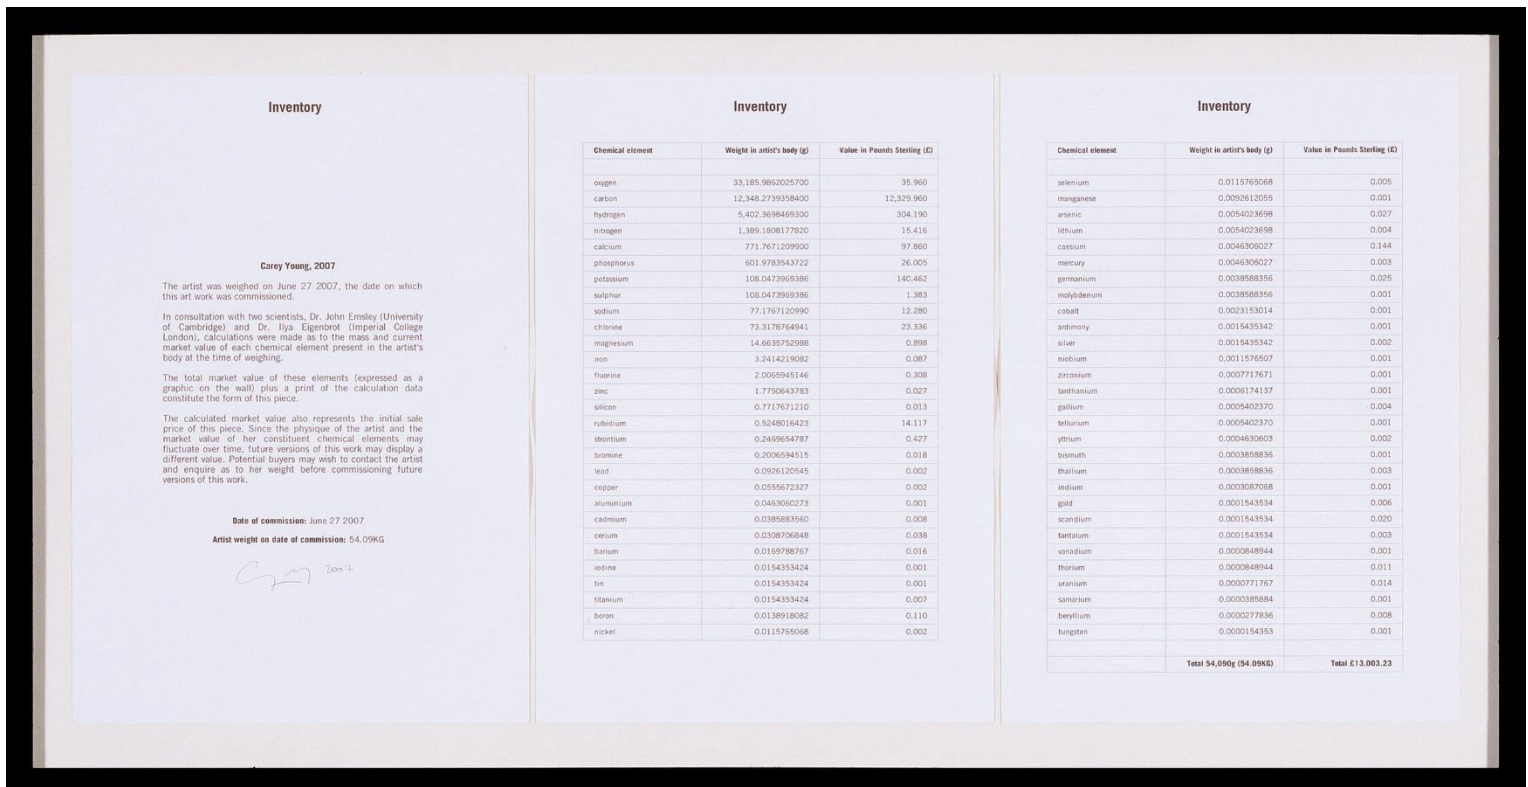 Inventory
Carey Young, 2007
The artist was weighed on June 27 2007, the date on which
this art work was commissioned.
In consultation with two scientists, Dr. John Emsley (University
of Cambridge) and Dr. Ilya Eigenbrot (Imperial College
London), calculations were made as to the mass and current
market value of each chemical element present in the artist's
body at the time of weighing.
The total market value of these elements (expressed as a
graphic on the wall) plus a print of the calculation data
constitute the form of this piece.
The calculated market value also represents the initial sale
price of this piece. Since the physique of the artist and the
market value of her constituent chemical elements may
fluctuate over time, future versions of this work may display a
different value. Potential buyers may wish to contact the artist
and enquire as to her weight before commissioning future
versions of this work.
Date of commission: June 27 2007
Artist weight on date of commission: 54.09KG
2007
Inventory
Chemical element Weight in artist's body (g) Value in Pounds Sterling (£)
oxygen 33,185.9862025700 35.960
carbon 12,348.2739358400 12,329.960
hydrogen 5,402.3698469300 304.190
nitrogen 1,389.1808177820 15.416
calcium 771.7671209900 97.860
phosphorus 601.9783543722 26.005
potassium 108.0473969386 140.462
sulphur 108.0473969386 1.383
sodium 77.1767120990 12.280
chlorine 73.3178764941 23.336
magnesium 14.6635752988 0.898
iron 3.2414219082 0.087
fluorine 2.0065945146 0.308
zinc 1.7750643783 0.027
silicon 0.7717671210 0.013
rubidium 0.5248016423 14.117
strontium 0.2469654787 0.427
bromine 0.2006594515 0.018
lead 0.0926120545 0.002
copper 0.0555672327 0.002
aluminium 0.0463060273 0.001
cadmium 0.0385883560 0.008
cerium 0.0308706848 0.038
barium 0.0169788767 0.016
iodine 0.0154353424 0.001
tin 0.0154353424 0.001
titanium 0.0154353424 0.007
boron 0.0138918082 0.110
nickel 0.0115765068 0.002
Inventory
Chemical element Weight in artist's body (g) Value in Pounds Sterling (£)
selenium 0.0115765068 0.005
manganese 0.0092612055 0.001
arsenic 0.0054023698 0.027
lithium 0.0054023698 0.004
caesium 0.0046306027 0.144
mercury 0.0046306027 0.003
germanium 0.0038588356 0.025
molybdenum 0.0038588356 0.001
cobalt 0.0023153014 0.001
antimony 0.0015435342 0.001
silver 0.0015435342 0.002
niobium 0.0011576507 0.001
zirconium 0.0007717671 0.001
lanthanium 0.0006174137 0.001
gallium 0.0005402370 0.004
tellurium 0.0005402370 0.001
yttrium 0.0004630603 0.002
bismuth 0.0003858836 0.001
thallium 0.0003858836 0.003
indium 0.0003087068 0.001
gold 0.0001543534 0.006
scandium 0.0001543534 0.020
tantalum 0.0001543534 0.003
vanadium 0.0000848944 0.001
thorium 0.0000848944 0.011
uranium 0.0000771767 0.014
samarium 0.0000385884 0.001
beryllium 0.0000277836 0.008
tungsten 0.0000154353 0.001
Total 54,090g (54.09KG) Total £13,003.23